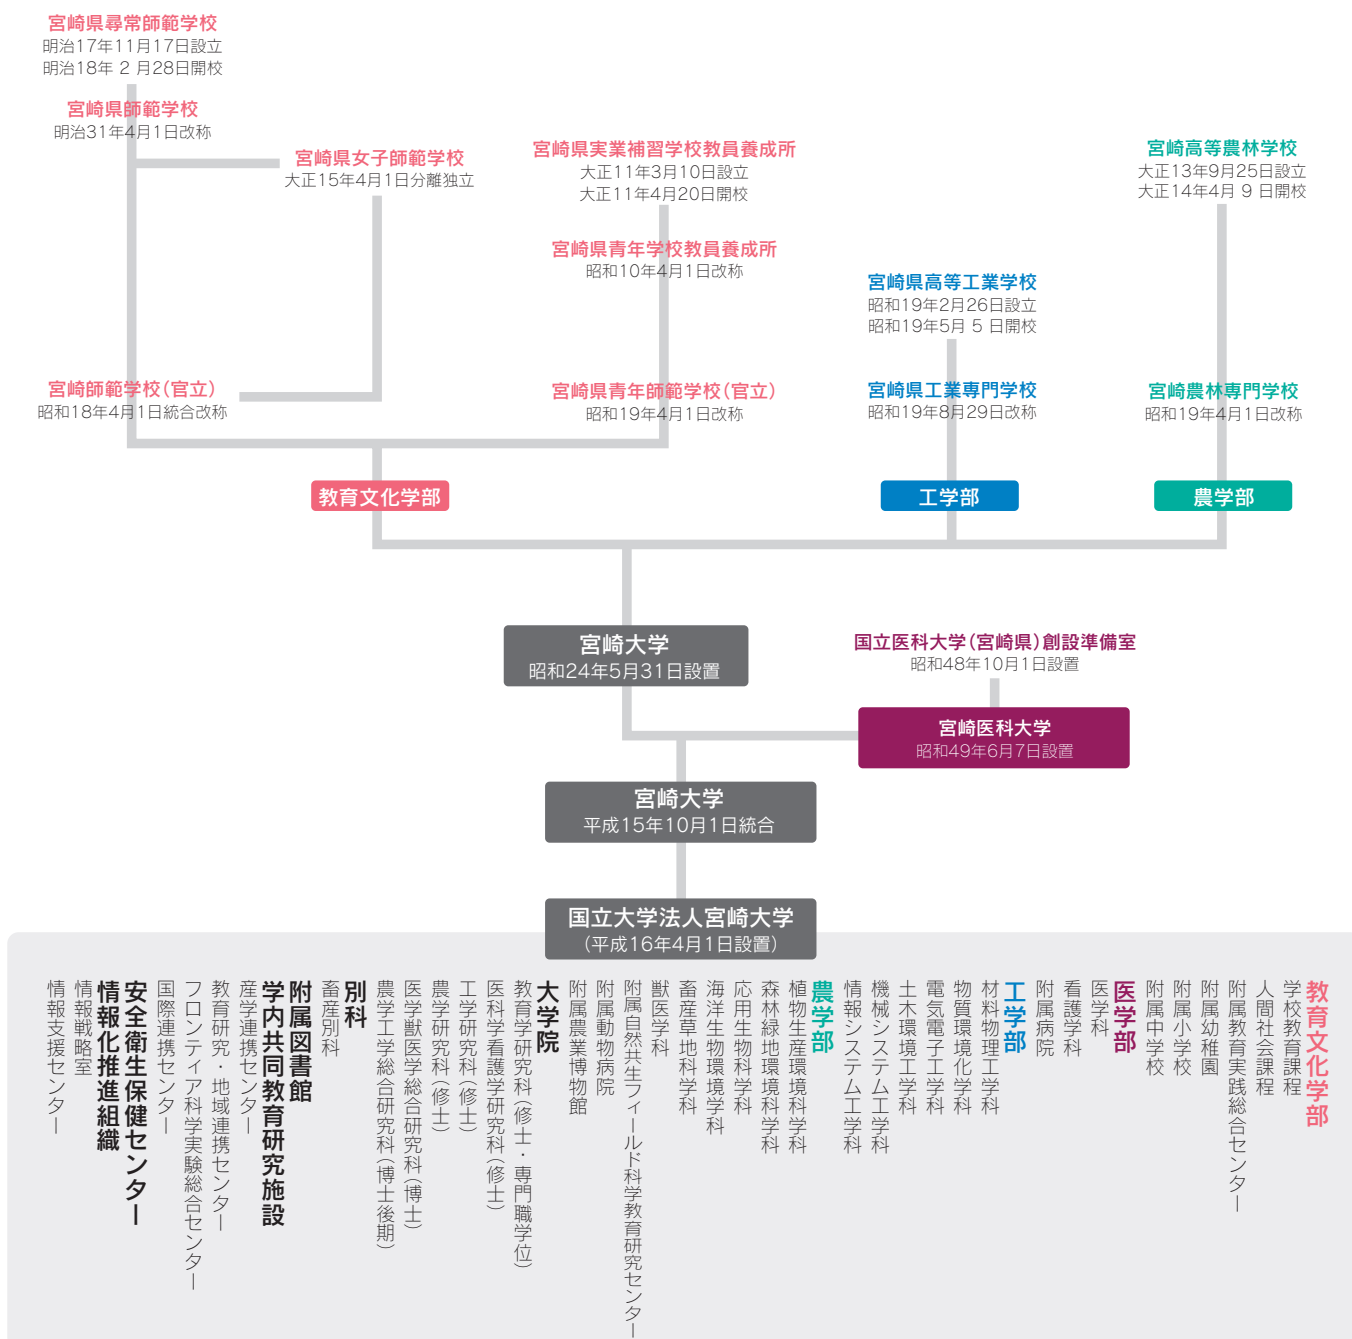 宮崎県尋常師範学校
明治17年11月17日設立
明治18年 2 月28日開校
宮崎県師範学校
明治31年4月1日改称
宮崎県女子師範学校
大正15年4月1日分離独立
宮崎県実業補習学校教員養成所
大正11年3月10日設立
大正11年4月20日開校
宮崎高等農林学校
大正13年9月25日設立
大正14年4月 9 日開校
宮崎県青年学校教員養成所
昭和10年4月1日改称
宮崎県高等工業学校
昭和19年2月26日設立
昭和19年5月 5 日開校
宮崎師範学校(官立)
昭和18年4月1日統合改称
宮崎県青年師範学校(官立)
昭和19年4月1日改称
宮崎県工業専門学校
昭和19年8月29日改称
宮崎農林専門学校
昭和19年4月1日改称
教育文化学部
工学部
農学部
宮崎大学
昭和24年5月31日設置
国立医科大学(宮崎県)創設準備室
昭和48年10月1日設置
宮崎医科大学
昭和49年6月7日設置
宮崎大学
平成15年10月1日統合
国立大学法人宮崎大学
(平成16年4月1日設置)
教育文化学部
学校教育課程
人間社会課程
附属教育実践総合センター
附属幼稚園
附属小学校
附属中学校
医学部
医学科
看護学科
附属病院
工学部
材料物理工学科
物質環境化学科
電気電子工学科
土木環境工学科
機械システム工学科
情報システム工学科
農学部
植物生産環境科学科
森林緑地環境科学科
応用生物科学科
海洋生物環境学科
畜産草地科学科
獣医学科
附属自然共生フィールド科学教育研究センター
附属動物病院
附属農業博物館
大学院
教育学研究科(修士・専門職学位)
医科学看護学研究科(修士)
工学研究科(修士)
農学研究科(修士)
医学獣医学総合研究科(博士)
農学工学総合研究科(博士後期)
別科
畜産別科
附属図書館
学内共同教育研究施設
産学連携センター
教育研究・地域連携センター
フロンティア科学実験総合センター
国際連携センター
安全衛生保健センター
情報化推進組織
情報戦略室
情報支援センター